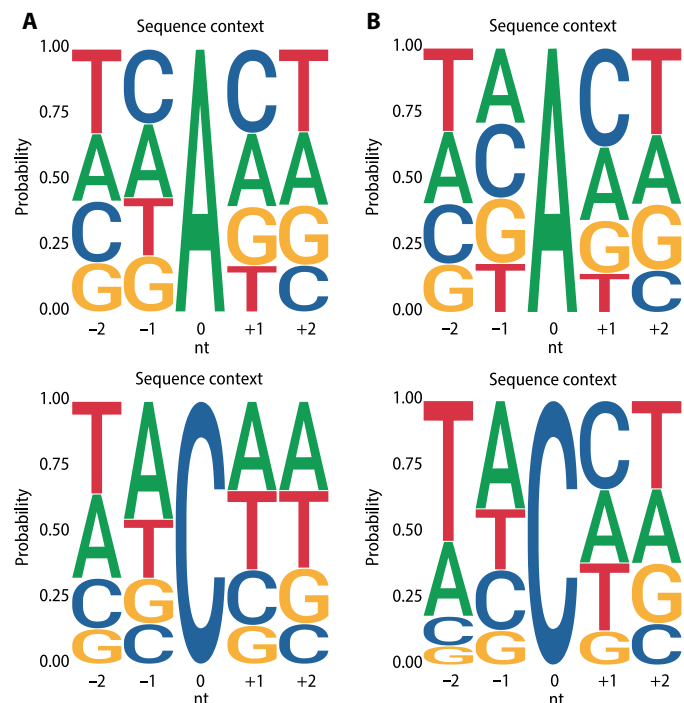 A
Sequence context
Probability
1.00
0.75
0.50
0.25
0.00
T C A C T
A A A A
C T G G
G G T C
−2 −1 0 +1 +2
nt
B
Sequence context
Probability
1.00
0.75
0.50
0.25
0.00
T A A C T
A C A A
C G G G
G T T C
−2 −1 0 +1 +2
nt
Sequence context
Probability
1.00
0.75
0.50
0.25
0.00
T A C A A
A T T T
C G C G
G C G C
−2 −1 0 +1 +2
nt
Sequence context
Probability
1.00
0.75
0.50
0.25
0.00
T A C C T
A T A A
C C T G
G G G C
−2 −1 0 +1 +2
nt